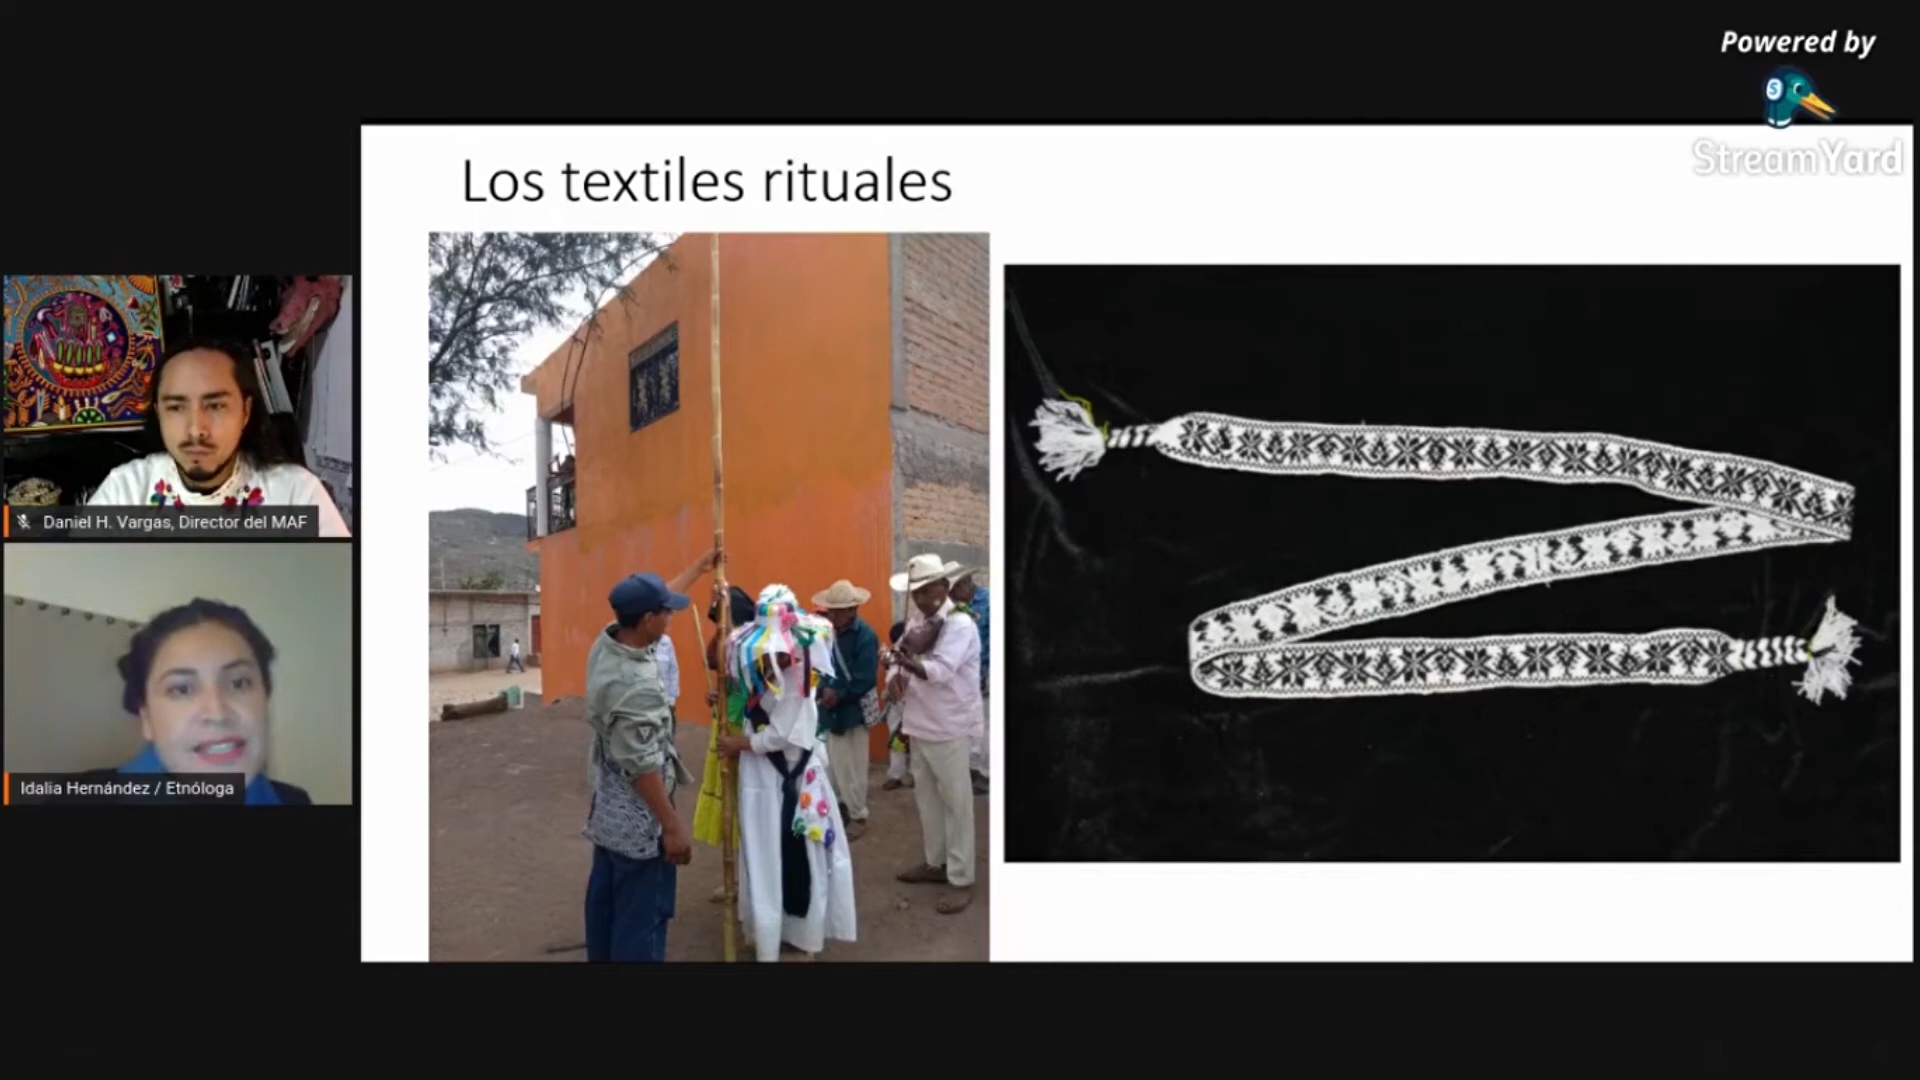 Powered by
StreamYard
Los textiles rituales
Daniel H. Vargas, Director del MAF
Idalia Hernández / Etnóloga